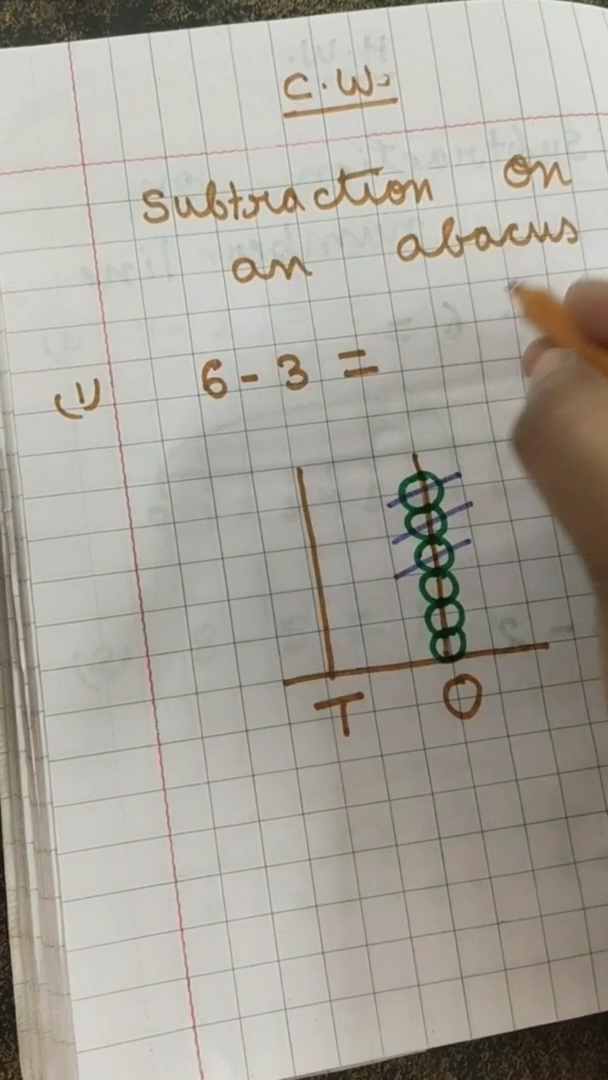 C.W.
Subtraction on
an abacus
(1) 6 - 3 =
T O